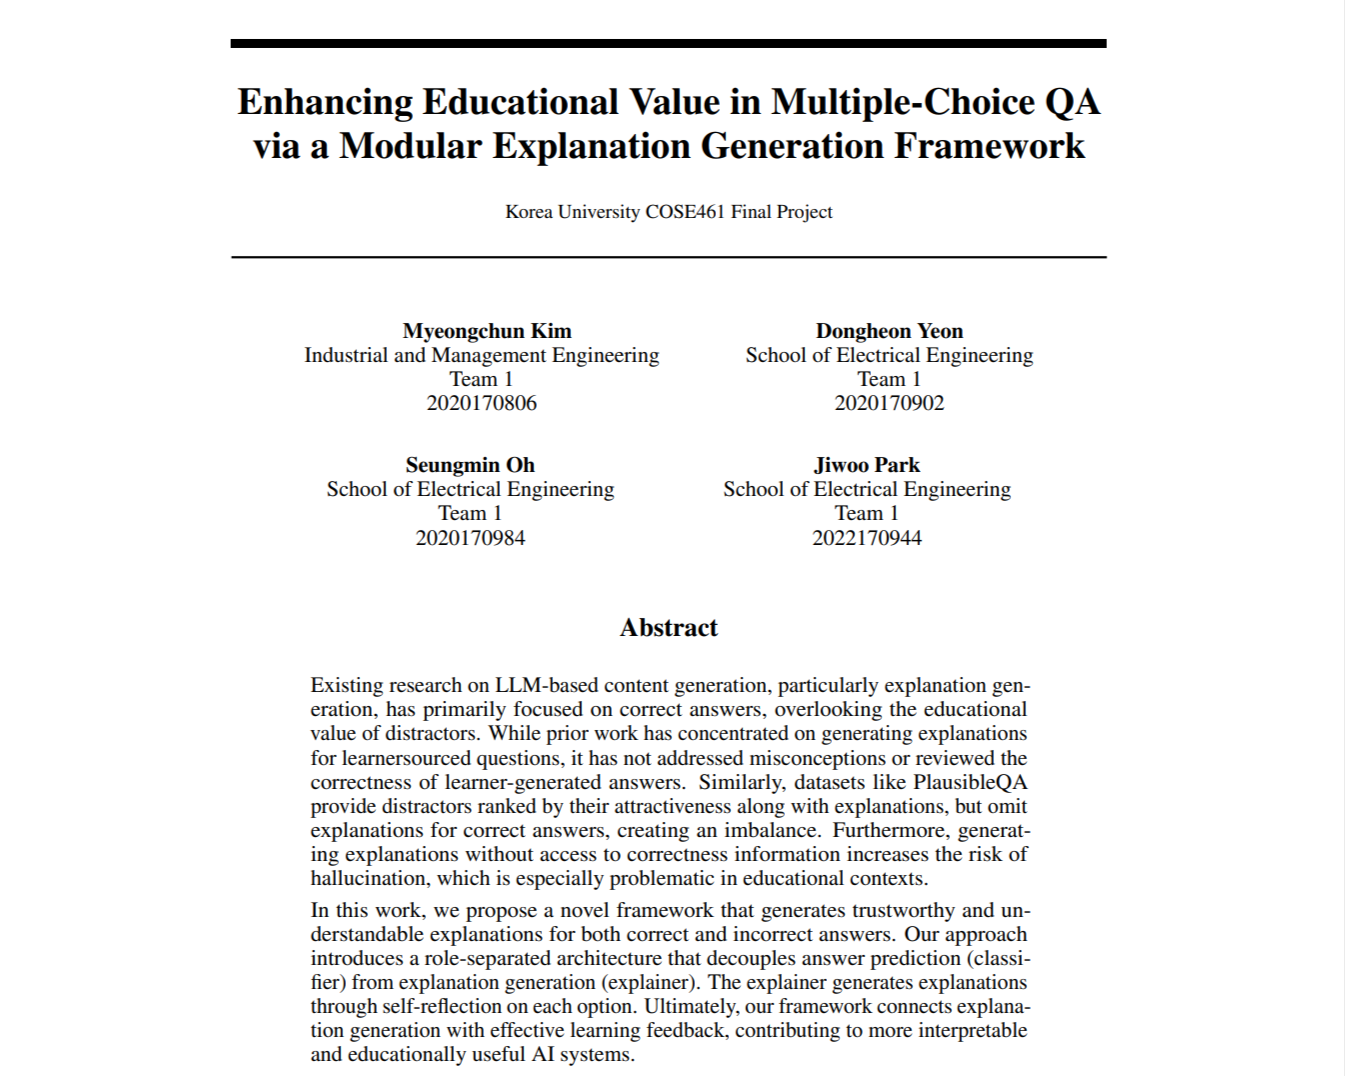 Enhancing Educational Value in Multiple-Choice QA
via a Modular Explanation Generation Framework
Korea University COSE461 Final Project
Myeongchun Kim
Industrial and Management Engineering
Team 1
2020170806
Dongheon Yeon
School of Electrical Engineering
Team 1
2020170902
Seungmin Oh
School of Electrical Engineering
Team 1
2020170984
Jiwoo Park
School of Electrical Engineering
Team 1
2022170944
Abstract
Existing research on LLM-based content generation, particularly explanation gen-
eration, has primarily focused on correct answers, overlooking the educational
value of distractors. While prior work has concentrated on generating explanations
for learnersourced questions, it has not addressed misconceptions or reviewed the
correctness of learner-generated answers. Similarly, datasets like PlausibleQA
provide distractors ranked by their attractiveness along with explanations, but omit
explanations for correct answers, creating an imbalance. Furthermore, generat-
ing explanations without access to correctness information increases the risk of
hallucination, which is especially problematic in educational contexts.
In this work, we propose a novel framework that generates trustworthy and un-
derstandable explanations for both correct and incorrect answers. Our approach
introduces a role-separated architecture that decouples answer prediction (classi-
fier) from explanation generation (explainer). The explainer generates explanations
through self-reflection on each option. Ultimately, our framework connects explana-
tion generation with effective learning feedback, contributing to more interpretable
and educationally useful AI systems.